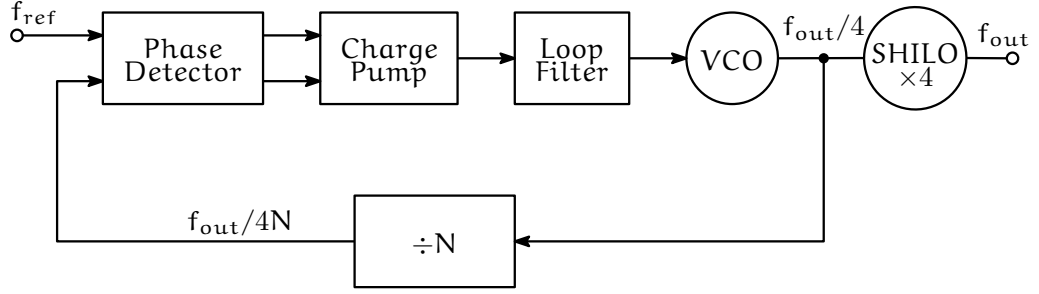 f_ref
Phase
Detector
Charge
Pump
Loop
Filter
VCO
f_out/4
SHILO
×4
f_out
f_out/4N
÷N